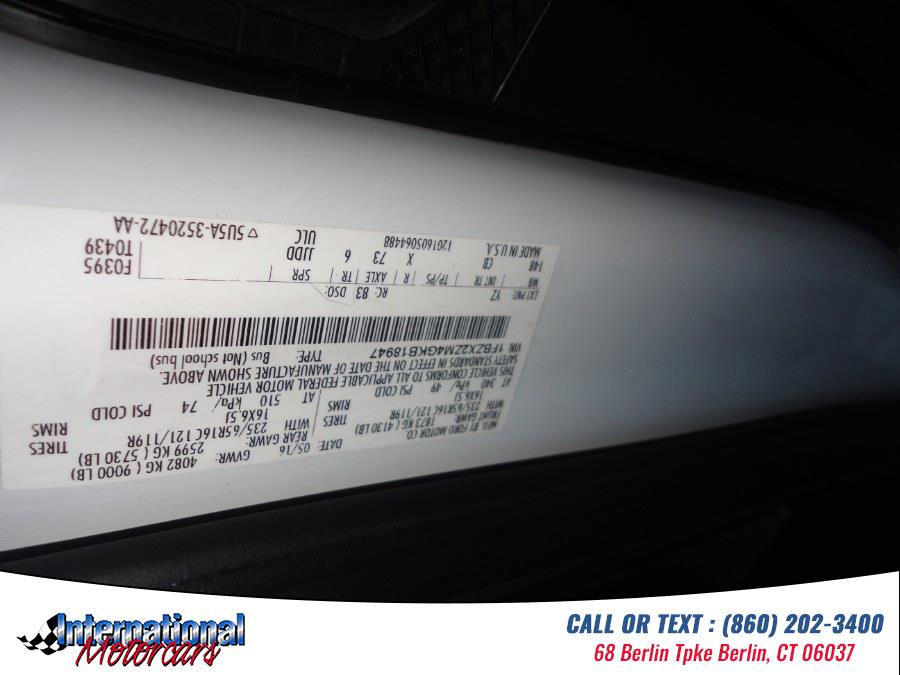 MFD. BY FORD MOTOR CO.
DATE: 05/16
GVWR: 4082 KG ( 9000 LB)
FRONT GAWR: 1873 KG (4130 LB)
REAR GAWR: 2599 KG ( 5730 LB)
WITH 235/65R16C 121/119R TIRES
WITH 235/65R16C 121/119R TIRES
16X6.5J RIMS
16X6.5J RIMS
AT 340 kPa/ 49 PSI COLD
AT 510 kPa/ 74 PSI COLD
THIS VEHICLE CONFORMS TO ALL APPLICABLE FEDERAL MOTOR VEHICLE
SAFETY STANDARDS IN EFFECT ON THE DATE OF MANUFACTURE SHOWN ABOVE.
VIN: 1FBZX2ZM4GKB18947
TYPE: Bus (Not school bus)
EXT PNT: YZ RC: 83 DSO:
WB INT TR TP/PS R AXLE TR SPR F0395
148 CB X 73 6 JJDD T0439
MADE IN U.S.A. ULC
12G1605064488 ▽ 5U5A-3520472-AA
International
Motorcars
CALL OR TEXT : (860) 202-3400
68 Berlin Tpke Berlin, CT 06037